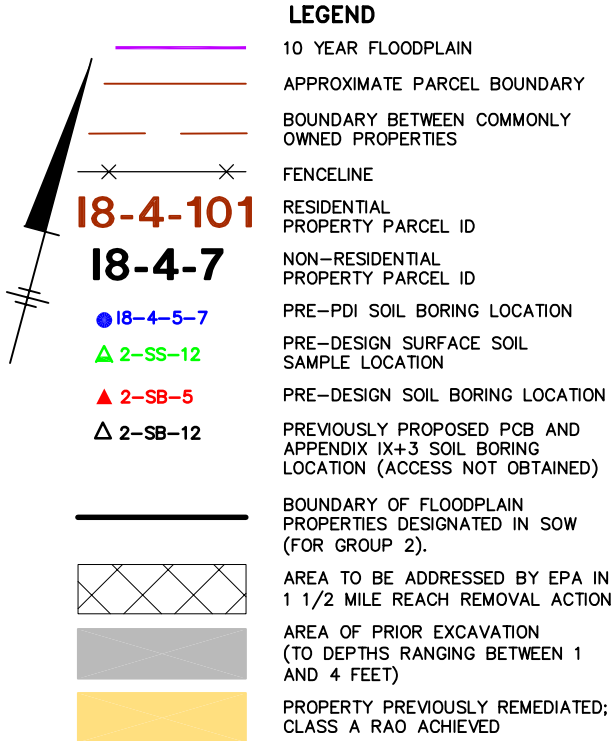 LEGEND
10 YEAR FLOODPLAIN
APPROXIMATE PARCEL BOUNDARY
BOUNDARY BETWEEN COMMONLY
OWNED PROPERTIES
FENCELINE
I8-4-101
RESIDENTIAL
PROPERTY PARCEL ID
I8-4-7
NON-RESIDENTIAL
PROPERTY PARCEL ID
I8-4-5-7
PRE-PDI SOIL BORING LOCATION
2-SS-12
PRE-DESIGN SURFACE SOIL
SAMPLE LOCATION
2-SB-5
PRE-DESIGN SOIL BORING LOCATION
2-SB-12
PREVIOUSLY PROPOSED PCB AND
APPENDIX IX+3 SOIL BORING
LOCATION (ACCESS NOT OBTAINED)
BOUNDARY OF FLOODPLAIN
PROPERTIES DESIGNATED IN SOW
(FOR GROUP 2).
AREA TO BE ADDRESSED BY EPA IN
1 1/2 MILE REACH REMOVAL ACTION
AREA OF PRIOR EXCAVATION
(TO DEPTHS RANGING BETWEEN 1
AND 4 FEET)
PROPERTY PREVIOUSLY REMEDIATED;
CLASS A RAO ACHIEVED